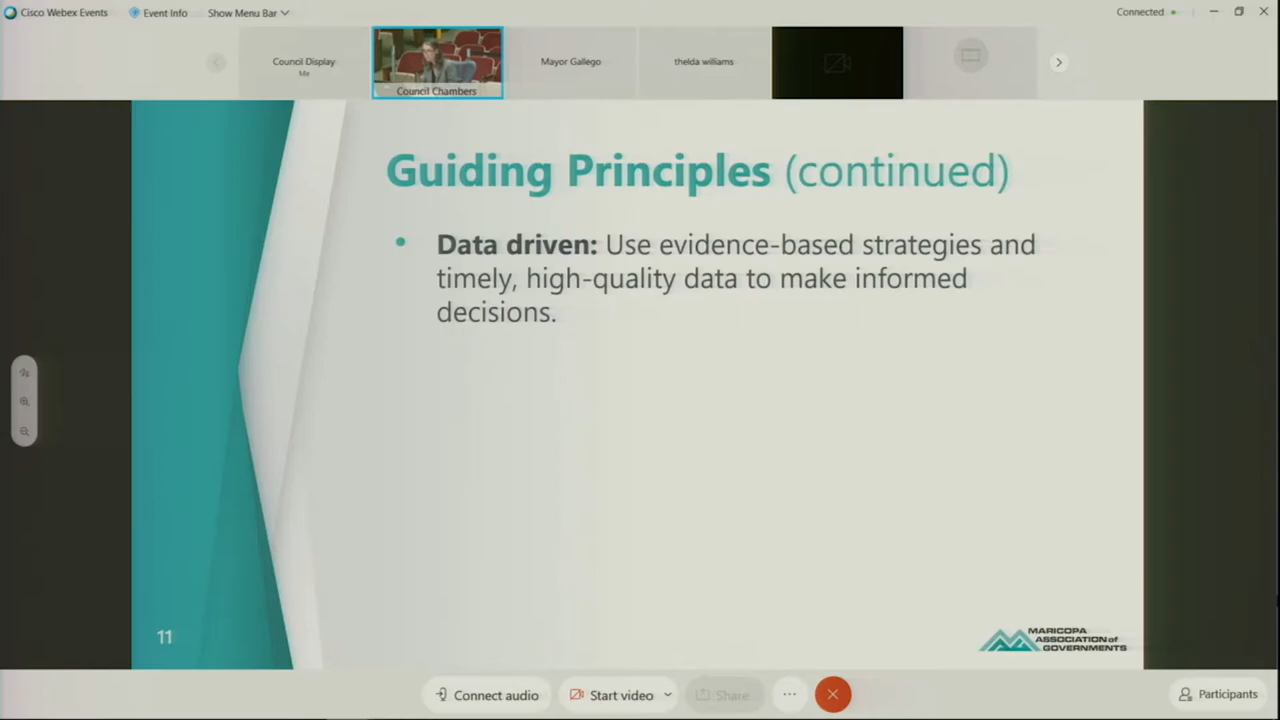 Cisco Webex Events
Event Info
Show Menu Bar
Connected
Council Display
Me
Council Chambers
Mayor Gallego
thelda williams
Guiding Principles (continued)
• Data driven: Use evidence-based strategies and
timely, high-quality data to make informed
decisions.
11
MARICOPA
ASSOCIATION of
GOVERNMENTS
Connect audio
Start video
Share
Participants